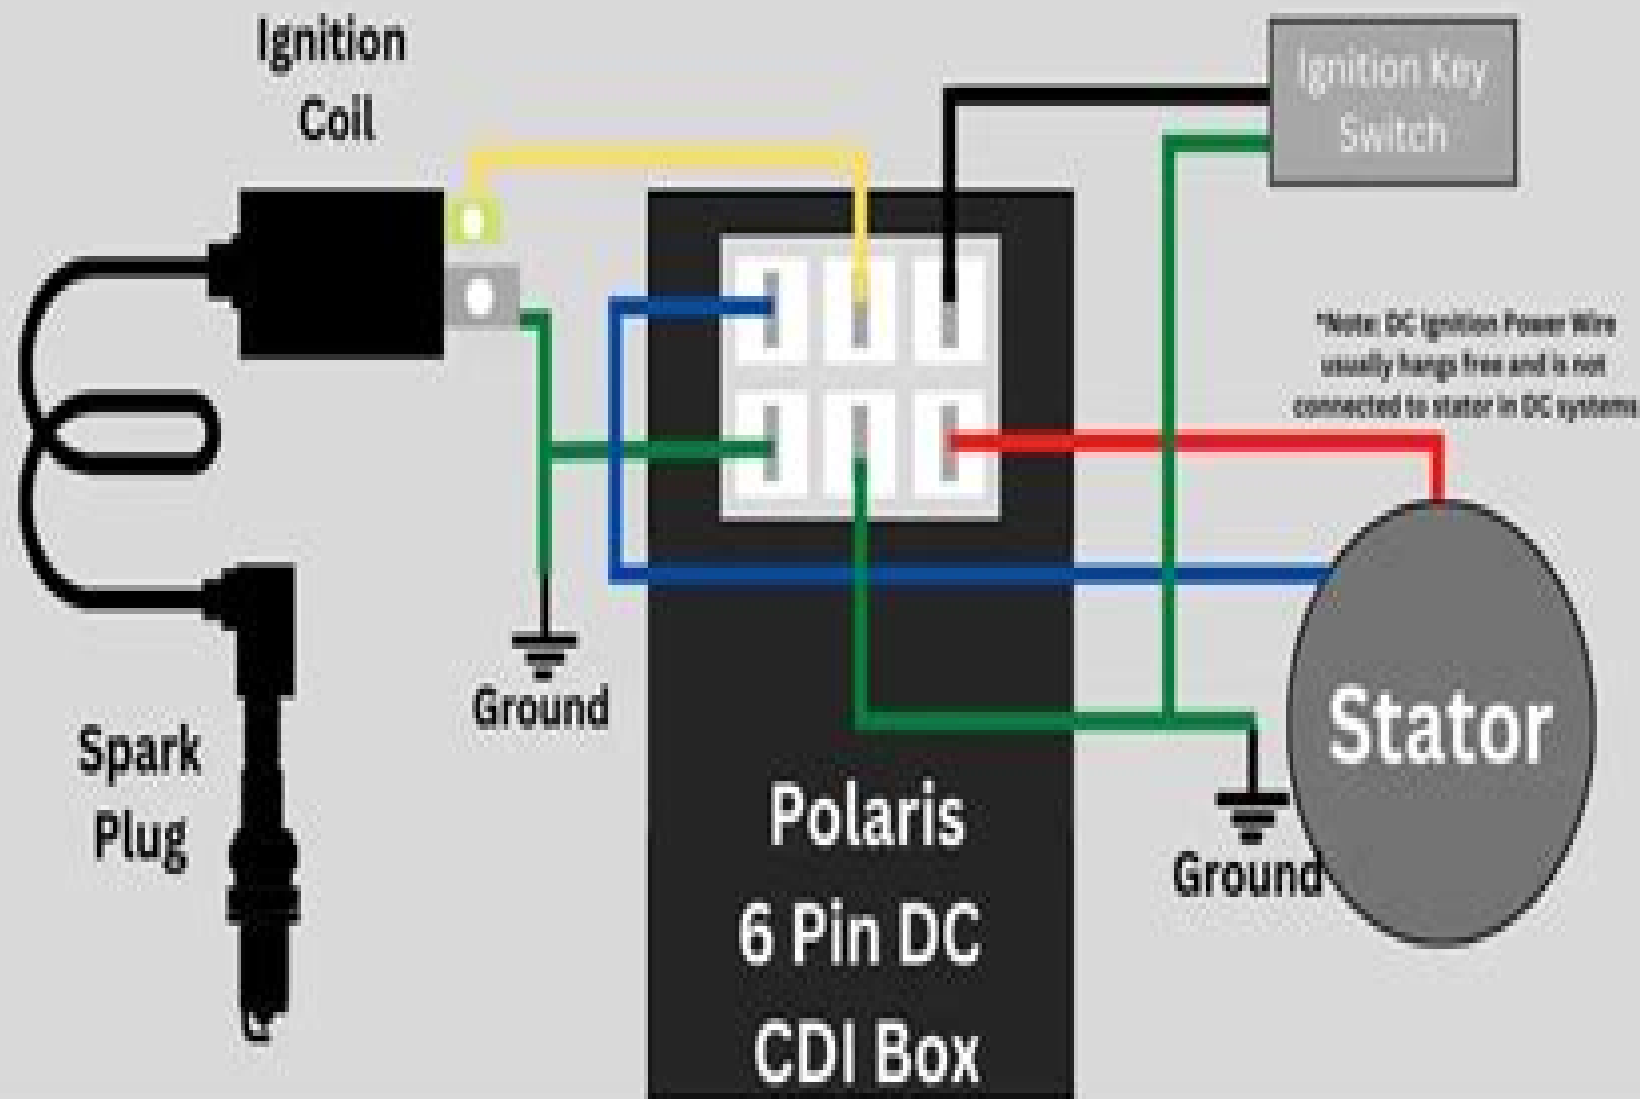 Ignition
Coil
Ignition Key
Switch
*Note: DC Ignition Power Wire
usually hangs free and is not
connected to stator in DC systems
Ground
Spark
Plug
Stator
Ground
Polaris
6 Pin DC
CDI Box